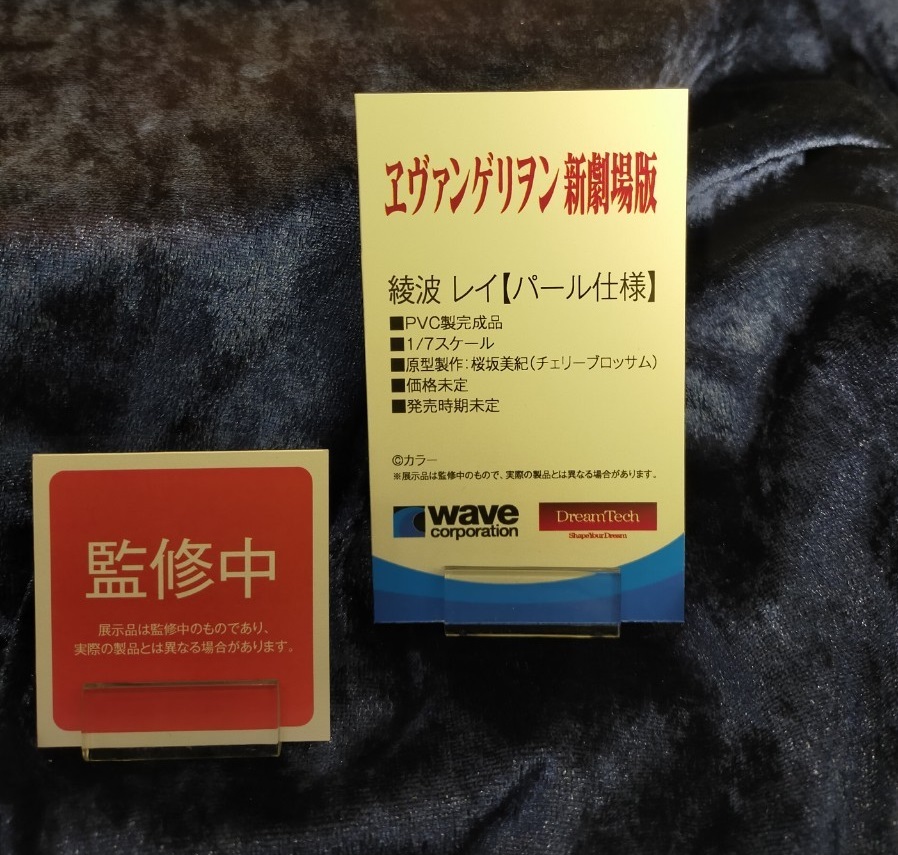 ヱヴァンゲリヲン新劇場版
綾波 レイ【パール仕様】
■PVC製完成品
■1/7スケール
■原型製作：桜坂美紀（チェリーブロッサム）
■価格未定
■発売時期未定
©カラー
※展示品は監修中のもので、実際の製品とは異なる場合があります。
wave
corporation
DreamTech
ShapeYourDream
監修中
展示品は監修中のものであり、
実際の製品とは異なる場合があります。